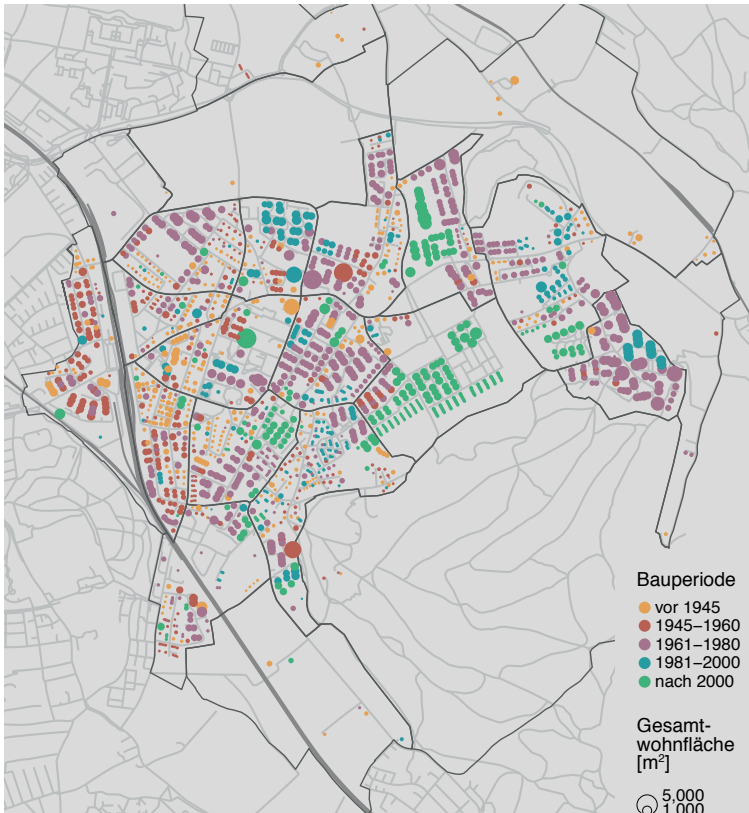 Bauperiode
vor 1945
1945–1960
1961–1980
1981–2000
nach 2000
Gesamt-
wohnfläche
[m²]
5,000
1,000